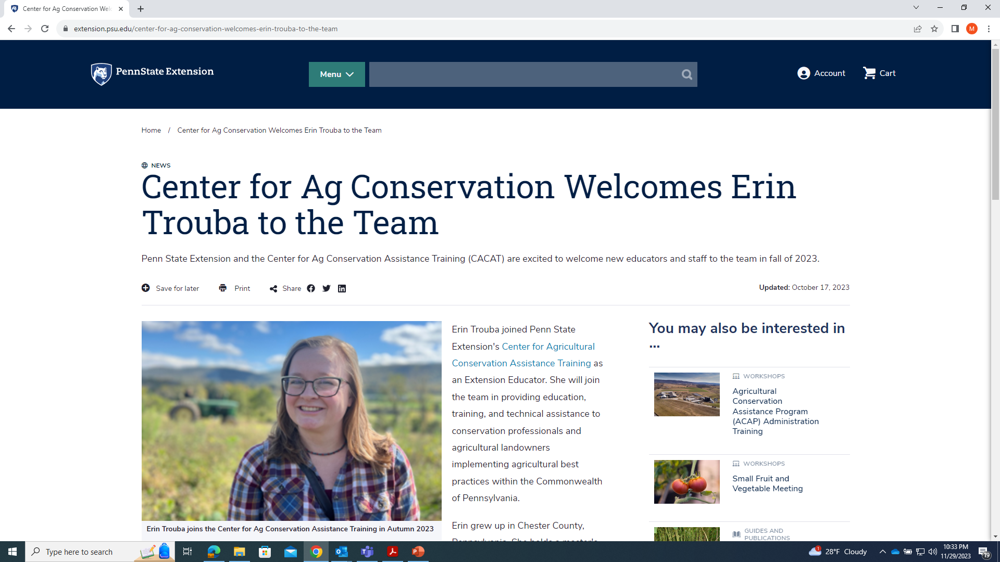 Center for Ag Conservation Wel
extension.psu.edu/center-for-ag-conservation-welcomes-erin-trouba-to-the-team
M
PennState Extension
Menu
Account
Cart
Home / Center for Ag Conservation Welcomes Erin Trouba to the Team
NEWS
Center for Ag Conservation Welcomes Erin
Trouba to the Team
Penn State Extension and the Center for Ag Conservation Assistance Training (CACAT) are excited to welcome new educators and staff to the team in fall of 2023.
Save for later
Print
Share
Updated: October 17, 2023
Erin Trouba joins the Center for Ag Conservation Assistance Training in Autumn 2023
Erin Trouba joined Penn State
Extension's Center for Agricultural
Conservation Assistance Training as
an Extension Educator. She will join
the team in providing education,
training, and technical assistance to
conservation professionals and
agricultural landowners
implementing agricultural best
practices within the Commonwealth
of Pennsylvania.
Erin grew up in Chester County,
Pennsylvania. She holds a master's
You may also be interested in
...
WORKSHOPS
Agricultural
Conservation
Assistance Program
(ACAP) Administration
Training
WORKSHOPS
Small Fruit and
Vegetable Meeting
GUIDES AND
PUBLICATIONS
Type here to search
1
28°F Cloudy
10:33 PM
11/29/2023
19